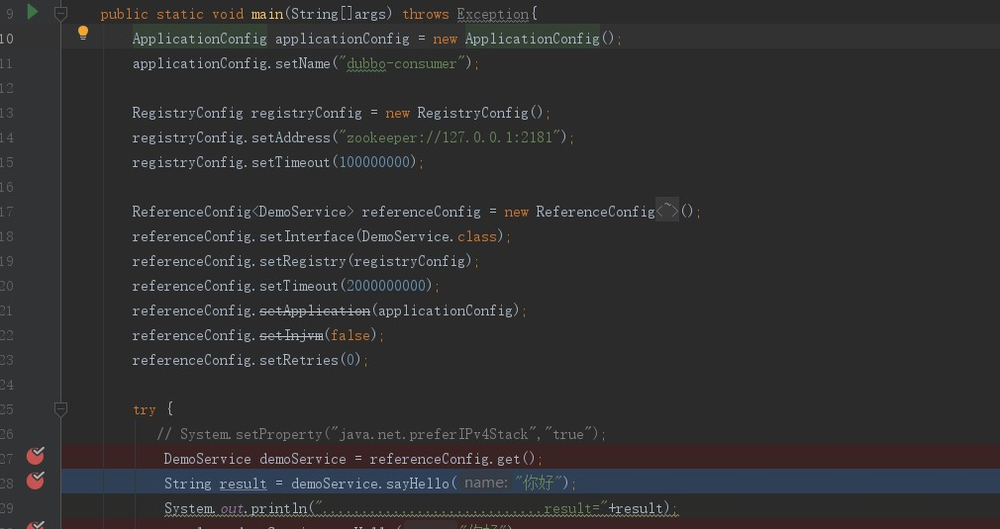 9 public static void main(String[]args) throws Exception{
10 ApplicationConfig applicationConfig = new ApplicationConfig();
11 applicationConfig.setName("dubbo-consumer");
12
13 RegistryConfig registryConfig = new RegistryConfig();
14 registryConfig.setAddress("zookeeper://127.0.0.1:2181");
15 registryConfig.setTimeout(100000000);
16
17 ReferenceConfig<DemoService> referenceConfig = new ReferenceConfig<~>();
18 referenceConfig.setInterface(DemoService.class);
19 referenceConfig.setRegistry(registryConfig);
20 referenceConfig.setTimeout(2000000000);
21 referenceConfig.setApplication(applicationConfig);
22 referenceConfig.setInjvm(false);
23 referenceConfig.setRetries(0);
24
25 try {
26 // System.setProperty("java.net.preferIPv4Stack","true");
27 DemoService demoService = referenceConfig.get();
28 String result = demoService.sayHello( name: "你好");
29 System.out.println("............................result="+result);